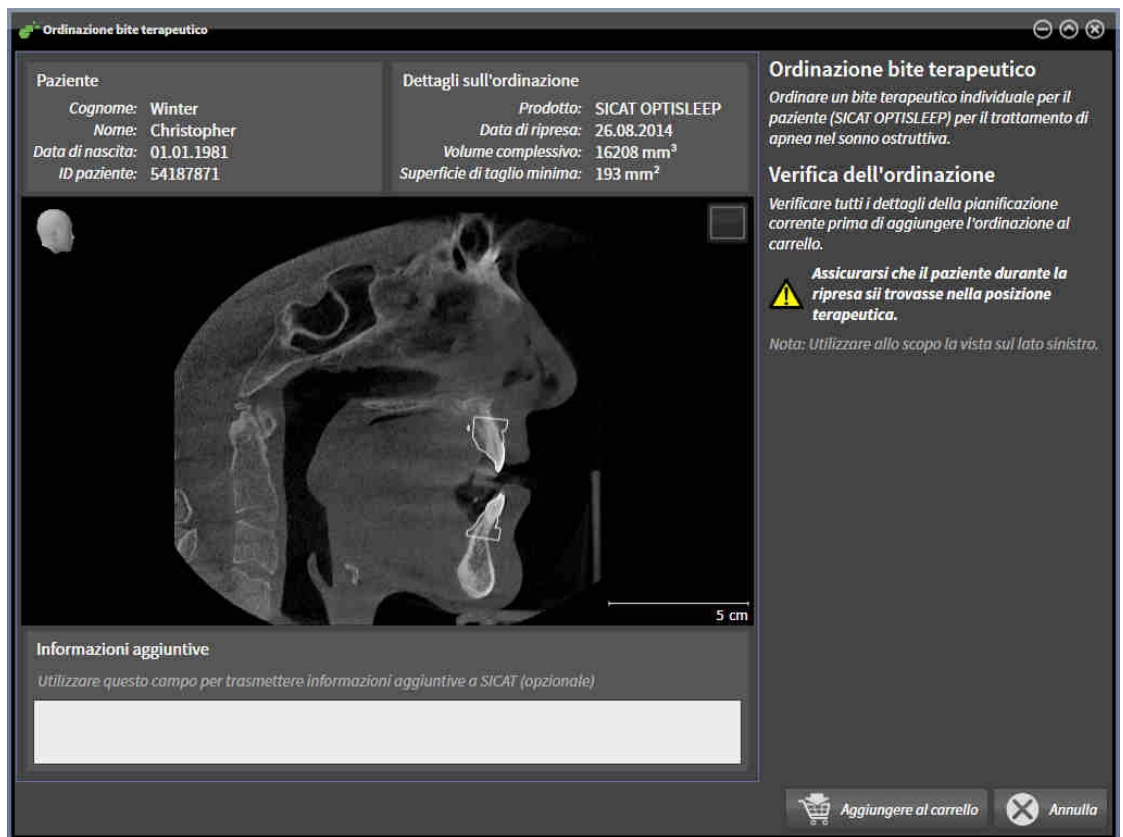 Ordinazione bite terapeutico
Paziente
Cognome: Winter
Nome: Christopher
Data di nascita: 01.01.1981
ID paziente: 54187871
Dettagli sull'ordinazione
Prodotto: SICAT OPTISLEEP
Data di ripresa: 26.08.2014
Volume complessivo: 16208 mm³
Superficie di taglio minima: 193 mm²
5 cm
Informazioni aggiuntive
Utilizzare questo campo per trasmettere informazioni aggiuntive a SICAT (opzionale)
Ordinazione bite terapeutico
Ordinare un bite terapeutico individuale per il
paziente (SICAT OPTISLEEP) per il trattamento di
apnea nel sonno ostruttiva.
Verifica dell'ordinazione
Verificare tutti i dettagli della pianificazione
corrente prima di aggiungere l'ordinazione al
carrello.
Assicurarsi che il paziente durante la
ripresa sii trovasse nella posizione
terapeutica.
Nota: Utilizzare allo scopo la vista sul lato sinistro.
Aggiungere al carrello
Annulla